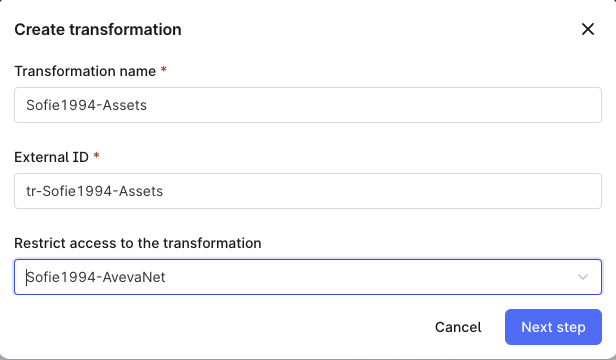 Create transformation
Transformation name *
Sofie1994-Assets
External ID *
tr-Sofie1994-Assets
Restrict access to the transformation
Sofie1994-AvevaNet
Cancel Next step